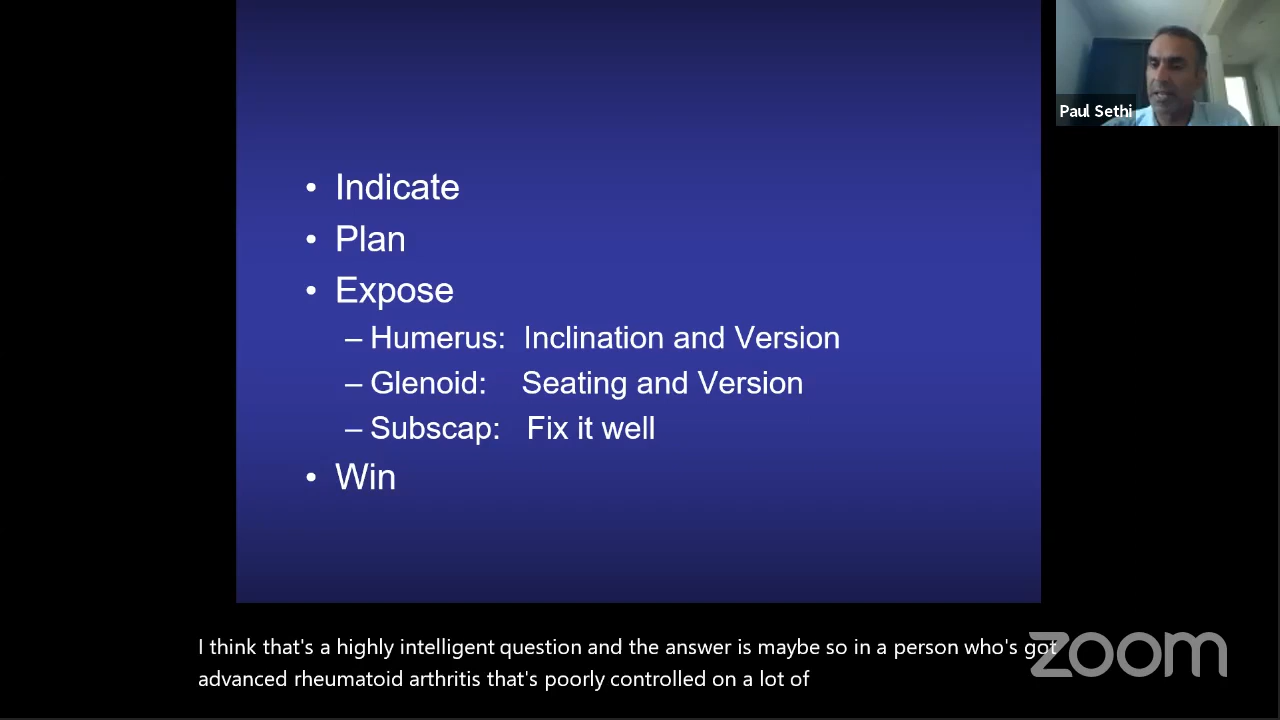 Paul Sethi
• Indicate
• Plan
• Expose
– Humerus: Inclination and Version
– Glenoid: Seating and Version
– Subscap: Fix it well
• Win
I think that's a highly intelligent question and the answer is maybe so in a person who's got
advanced rheumatoid arthritis that's poorly controlled on a lot of
zoom